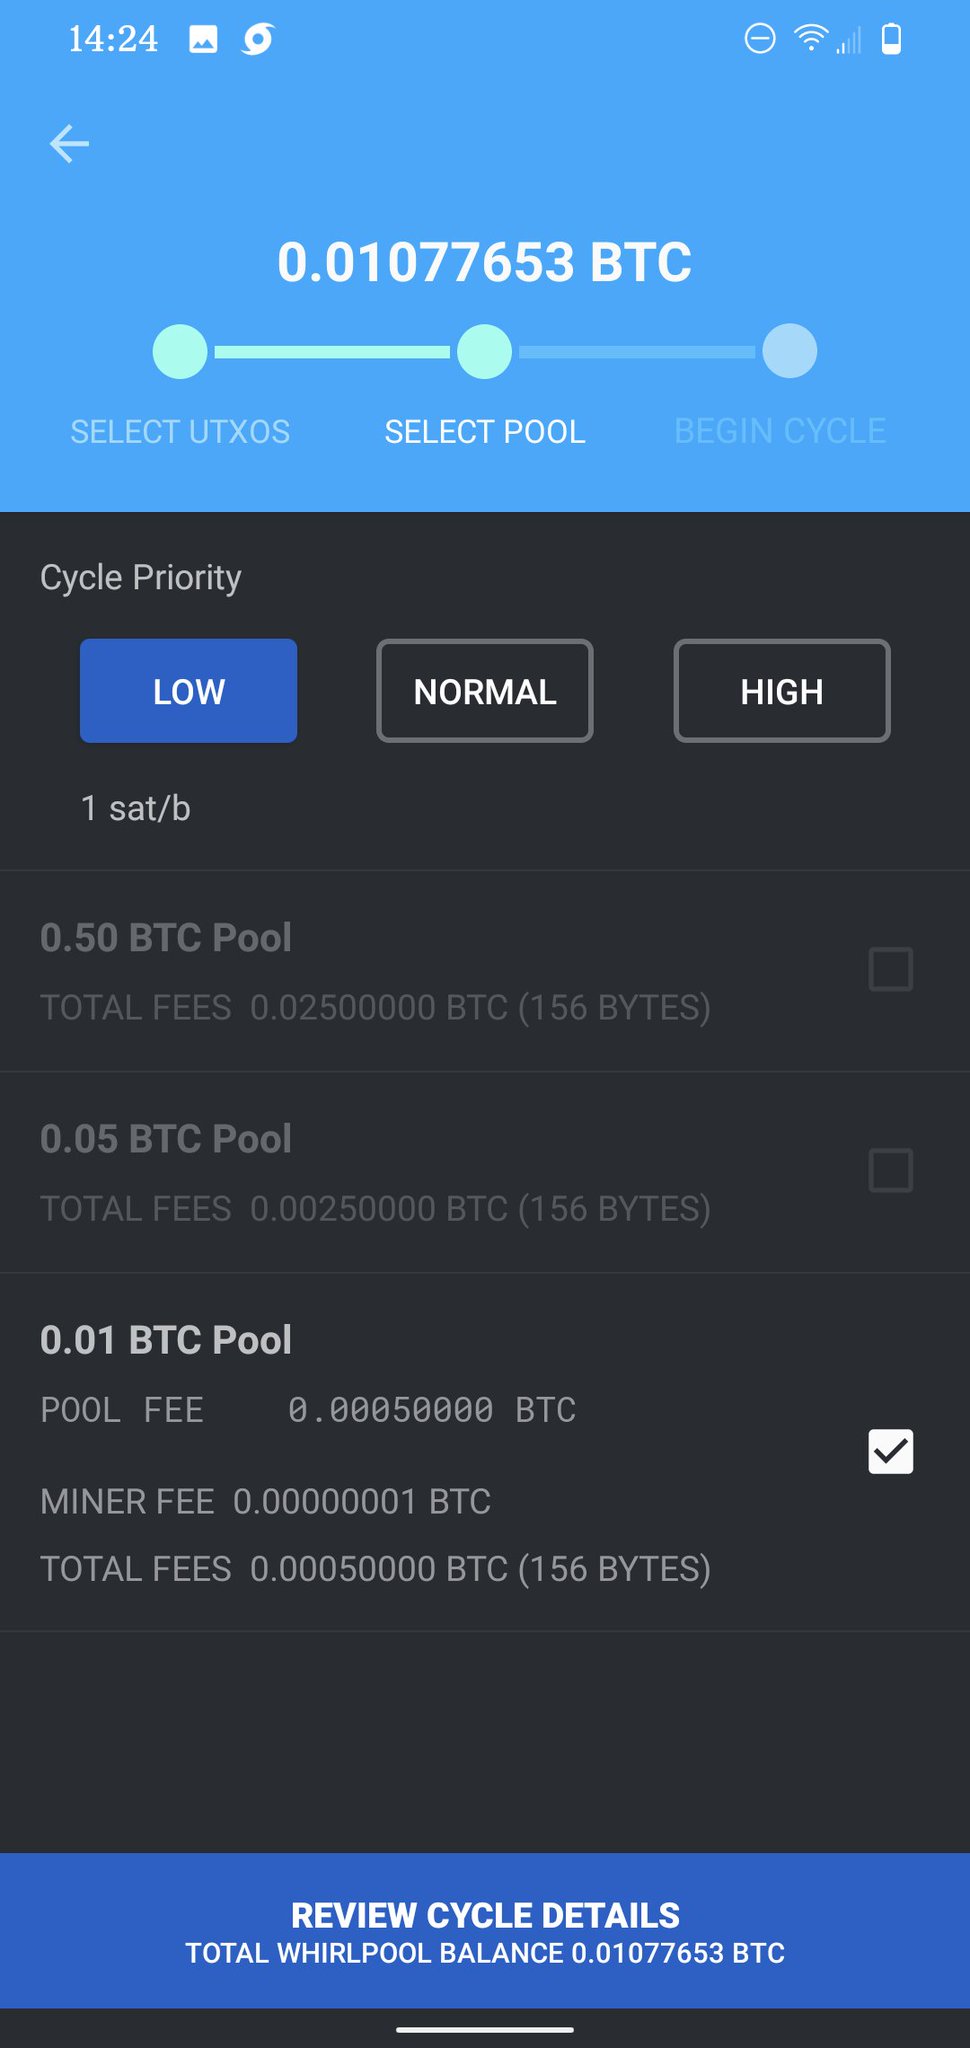 14:24
0.01077653 BTC
SELECT UTXOS SELECT POOL BEGIN CYCLE
Cycle Priority
LOW NORMAL HIGH
1 sat/b
0.50 BTC Pool
TOTAL FEES 0.02500000 BTC (156 BYTES)
0.05 BTC Pool
TOTAL FEES 0.00250000 BTC (156 BYTES)
0.01 BTC Pool
POOL FEE 0.00050000 BTC
MINER FEE 0.00000001 BTC
TOTAL FEES 0.00050000 BTC (156 BYTES)
REVIEW CYCLE DETAILS
TOTAL WHIRLPOOL BALANCE 0.01077653 BTC